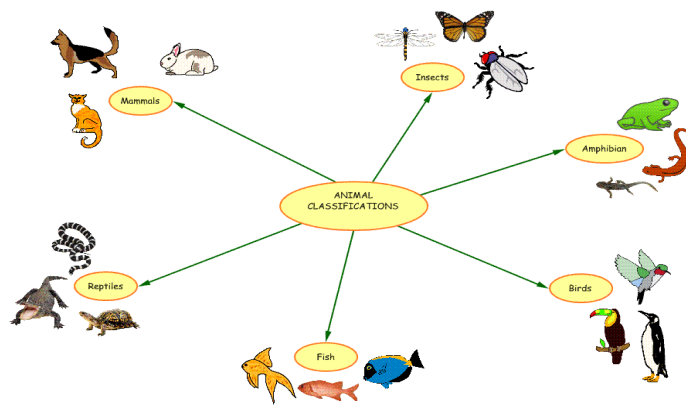 Insects
Mammals
Amphibian
ANIMAL
CLASSIFICATIONS
Reptiles
Birds
Fish